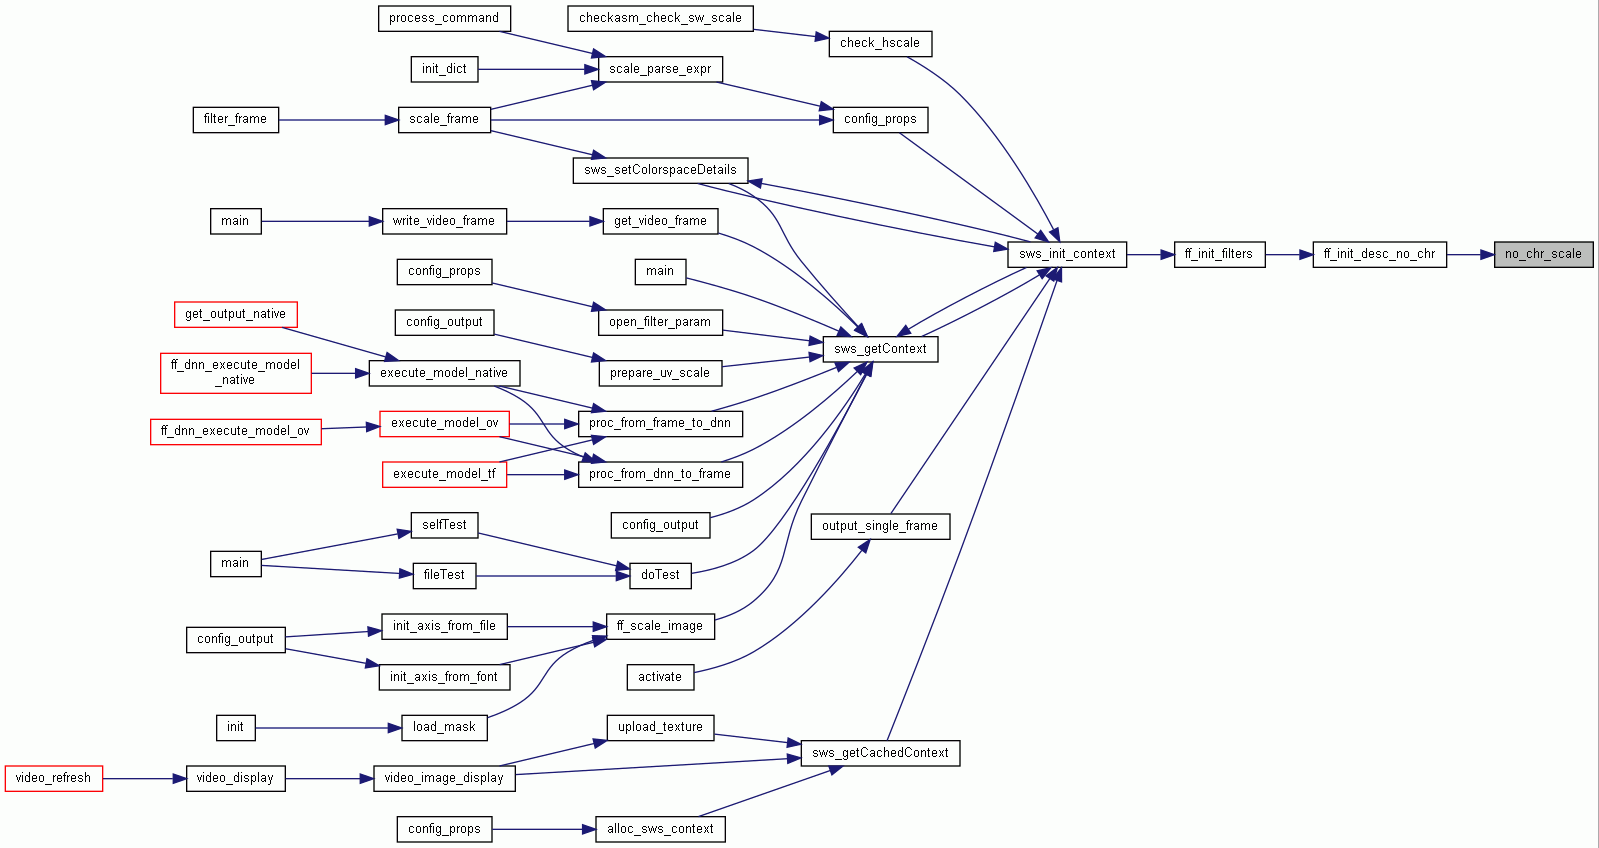 process_command
checkasm_check_sw_scale
check_hscale
init_dict
scale_parse_expr
filter_frame
scale_frame
config_props
sws_setColorspaceDetails
main
write_video_frame
get_video_frame
sws_init_context
ff_init_filters
ff_init_desc_no_chr
no_chr_scale
config_props
main
get_output_native
config_output
open_filter_param
sws_getContext
ff_dnn_execute_model
_native
execute_model_native
prepare_uv_scale
ff_dnn_execute_model_ov
execute_model_ov
proc_from_frame_to_dnn
execute_model_tf
proc_from_dnn_to_frame
selfTest
config_output
output_single_frame
main
fileTest
doTest
init_axis_from_file
ff_scale_image
config_output
init_axis_from_font
activate
init
load_mask
upload_texture
sws_getCachedContext
video_refresh
video_display
video_image_display
config_props
alloc_sws_context